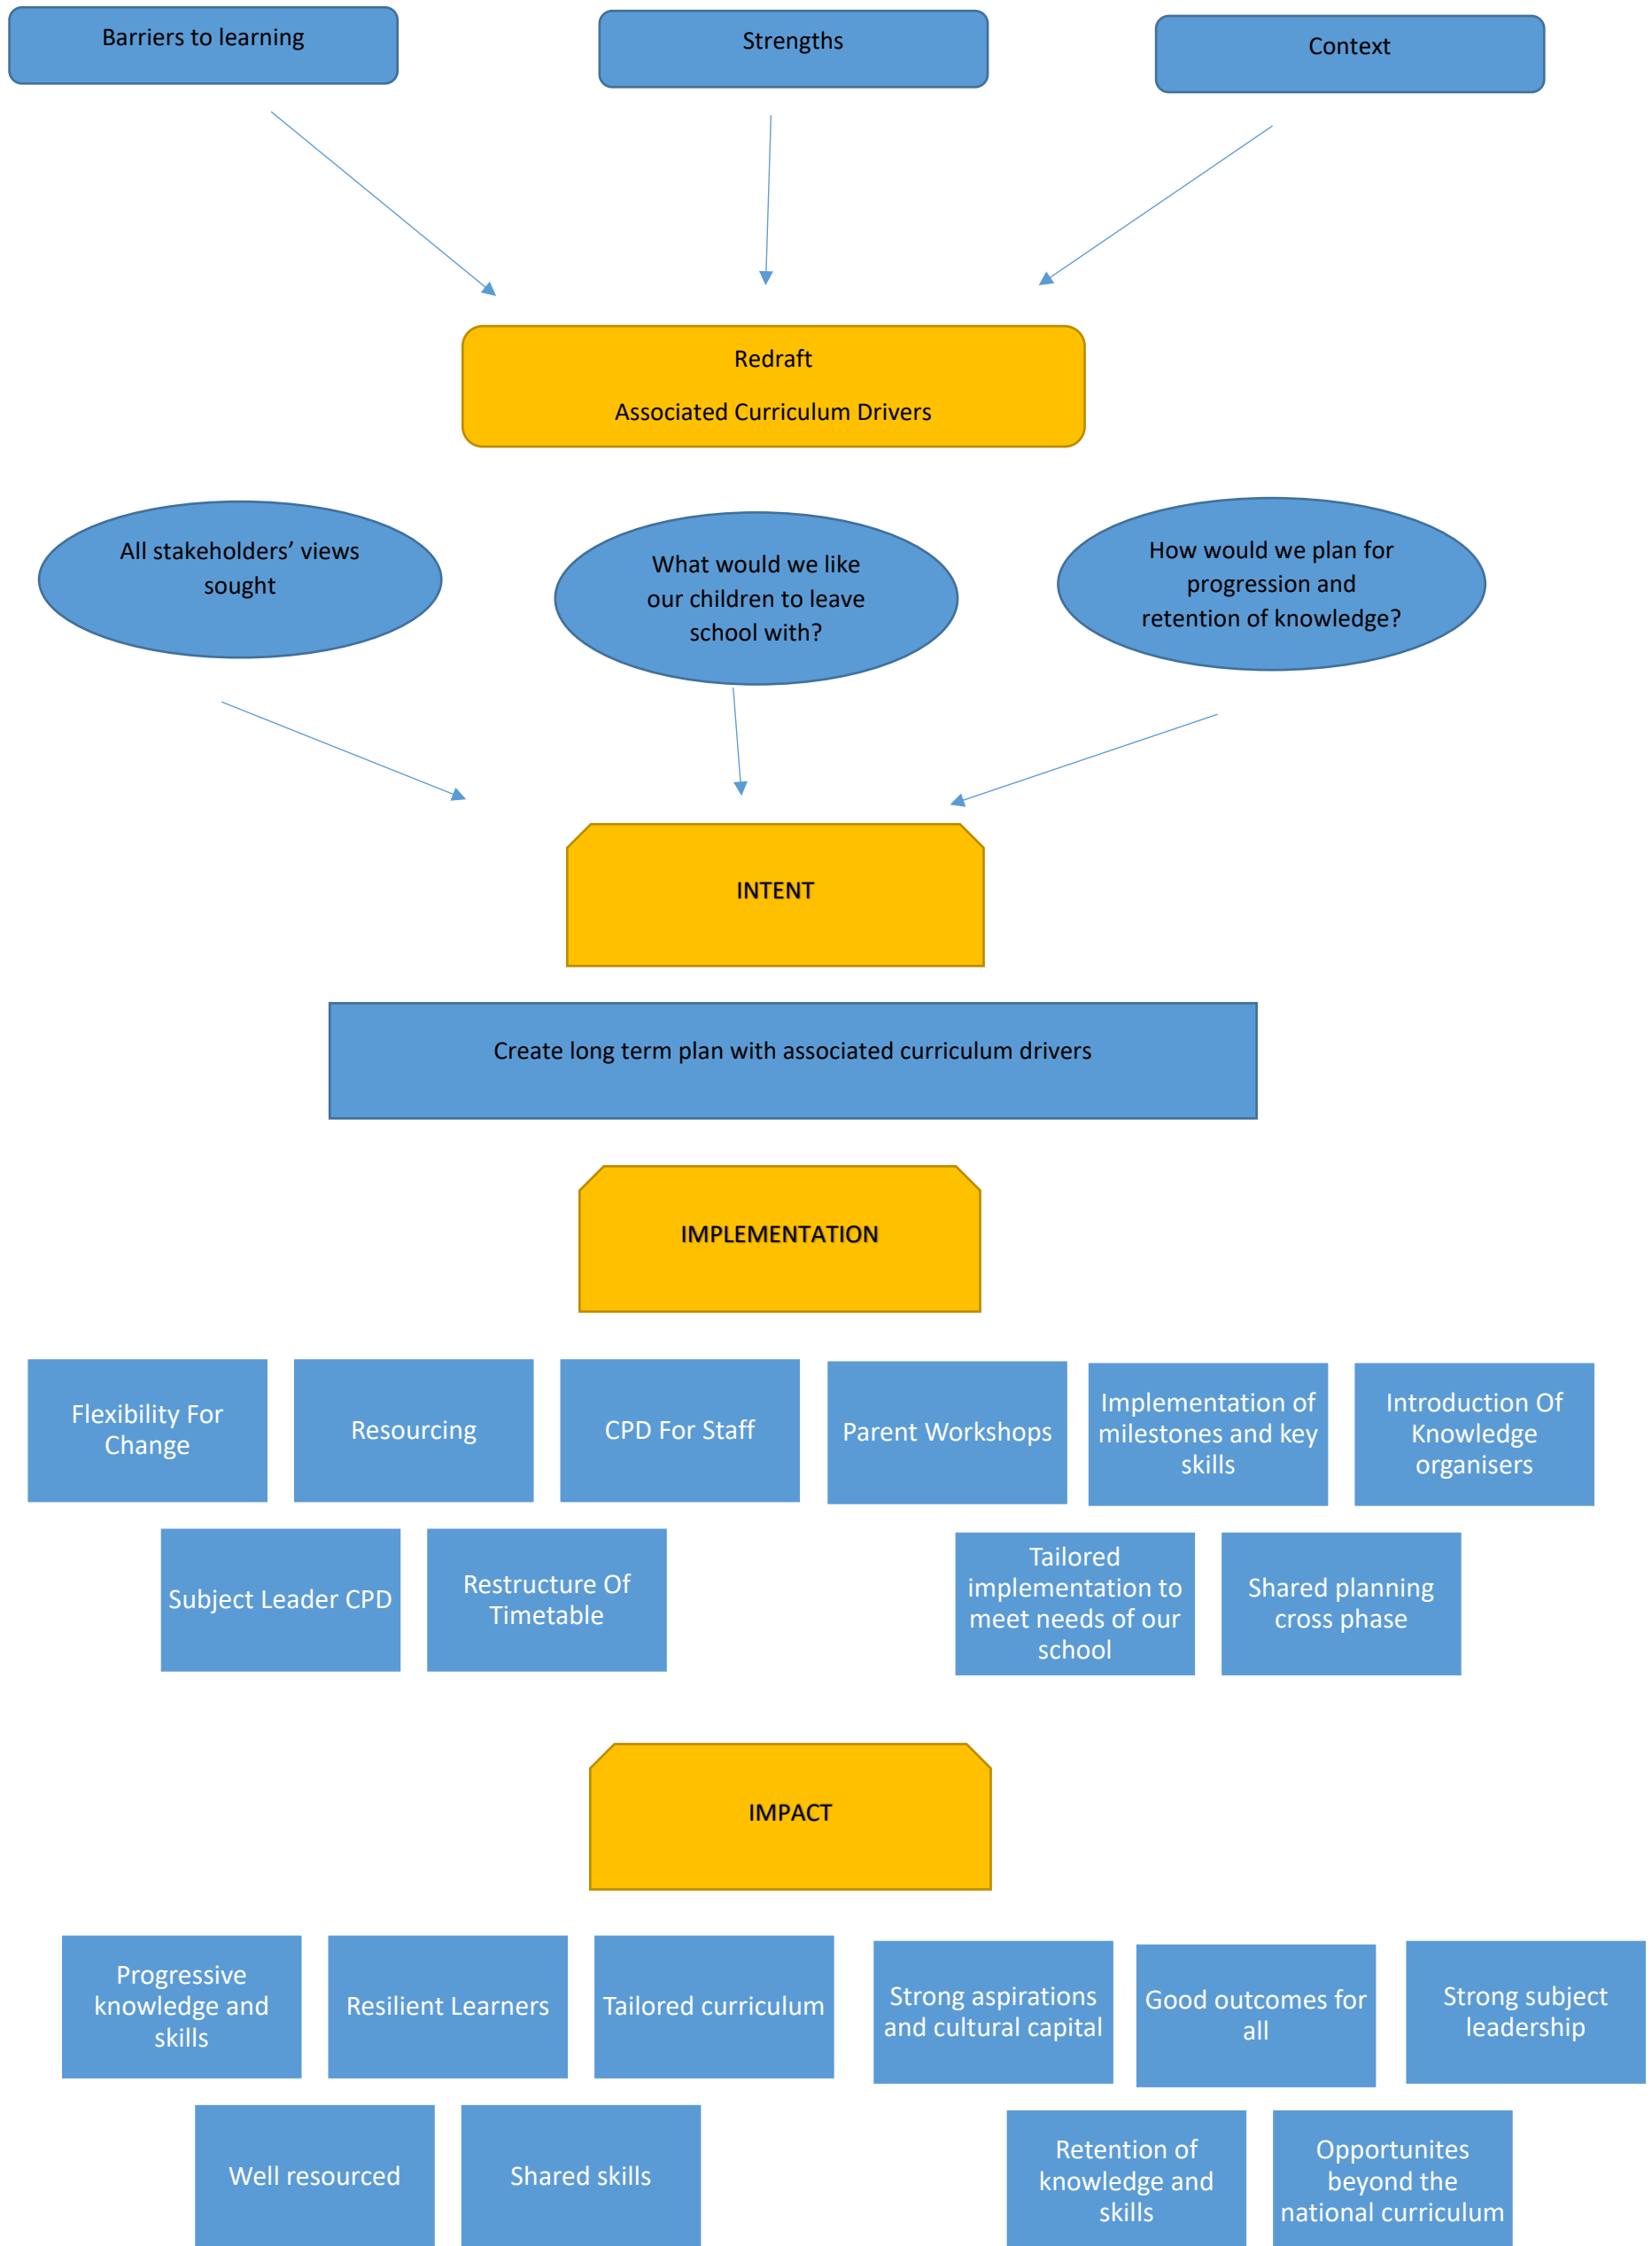 Barriers to learning
Strengths
Context
Redraft
Associated Curriculum Drivers
All stakeholders’ views
sought
What would we like
our children to leave
school with?
How would we plan for
progression and
retention of knowledge?
INTENT
Create long term plan with associated curriculum drivers
IMPLEMENTATION
Flexibility For
Change
Resourcing
CPD For Staff
Parent Workshops
Implementation of
milestones and key
skills
Introduction Of
Knowledge
organisers
Subject Leader CPD
Restructure Of
Timetable
Tailored
implementation to
meet needs of our
school
Shared planning
cross phase
IMPACT
Progressive
knowledge and
skills
Resilient Learners
Tailored curriculum
Strong aspirations
and cultural capital
Good outcomes for
all
Strong subject
leadership
Well resourced
Shared skills
Retention of
knowledge and
skills
Opportunites
beyond the
national curriculum